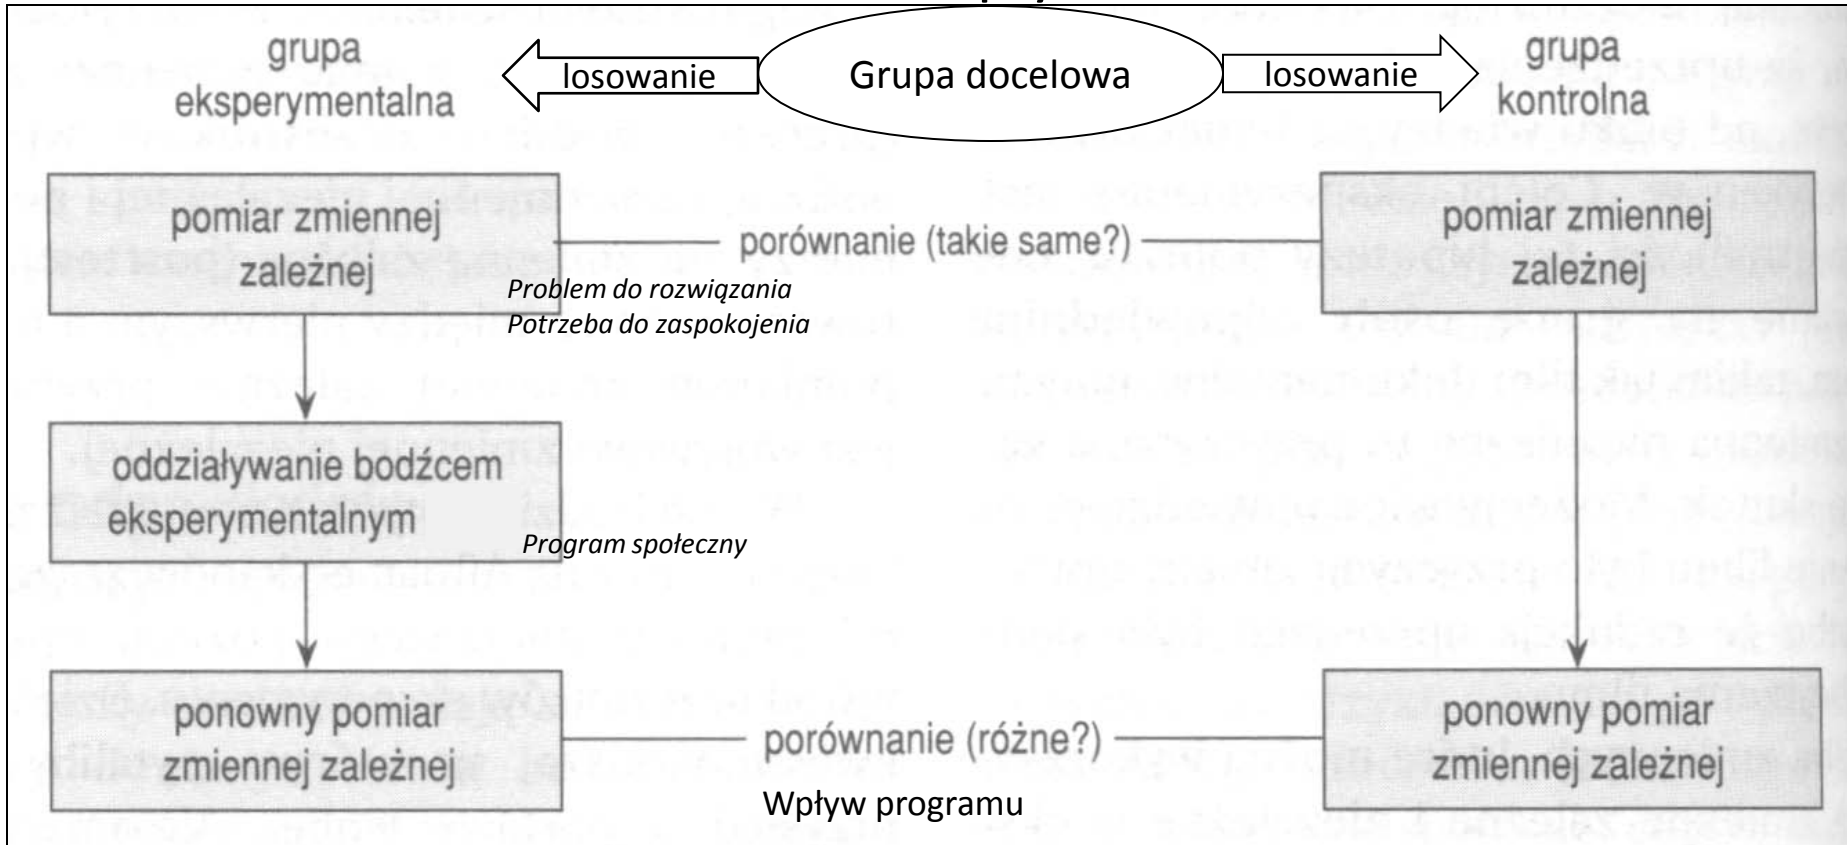 grupa
eksperymentalna
losowanie
Grupa docelowa
losowanie
grupa
kontrolna
pomiar zmiennej
zależnej
porównanie (takie same?)
pomiar zmiennej
zależnej
Problem do rozwiązania
Potrzeba do zaspokojenia
oddziaływanie bodźcem
eksperymentalnym
Program społeczny
ponowny pomiar
zmiennej zależnej
porównanie (różne?)
ponowny pomiar
zmiennej zależnej
Wpływ programu